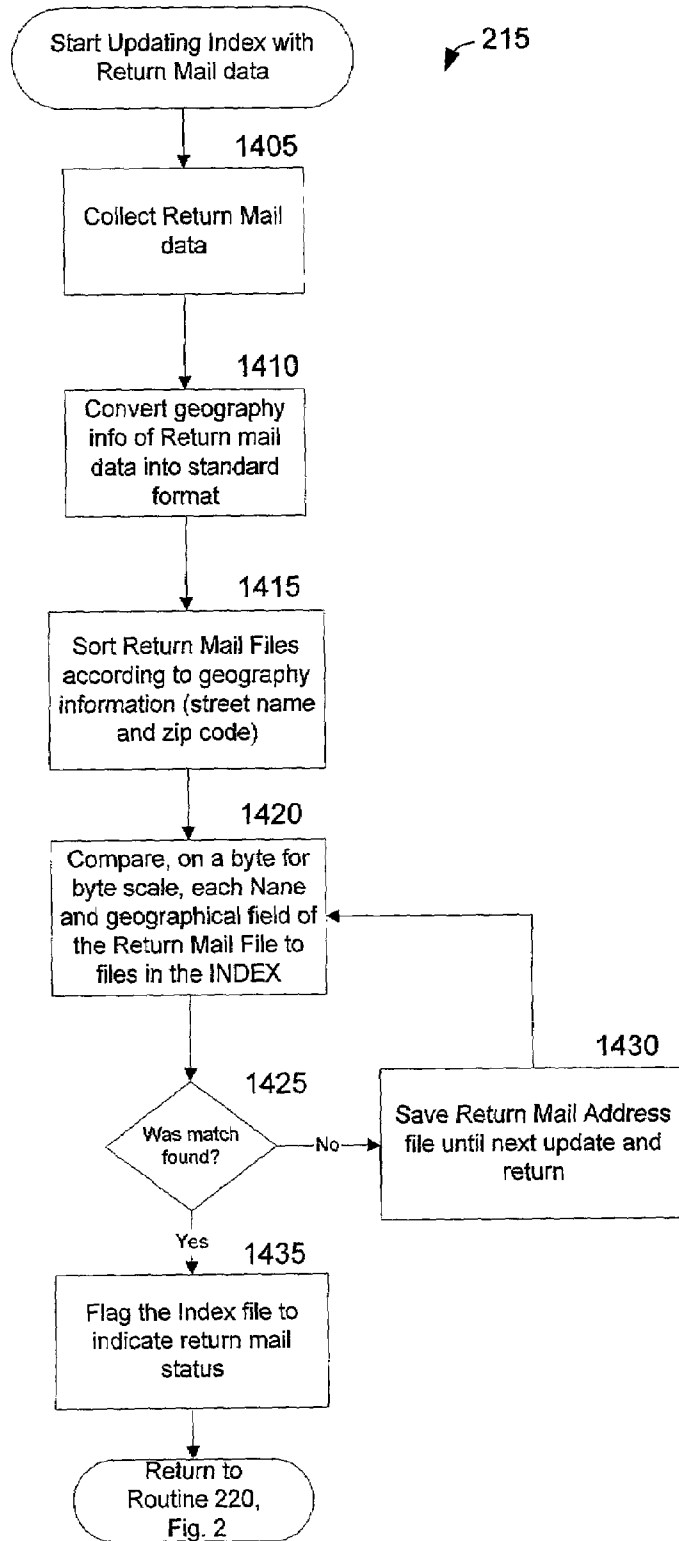 Start Updating Index with
Return Mail data
215
1405
Collect Return Mail
data
1410
Convert geography
info of Return mail
data into standard
format
1415
Sort Return Mail Files
according to geography
information (street name
and zip code)
1420
Compare, on a byte for
byte scale, each Nane
and geographical field of
the Return Mail File to
files in the INDEX
1425
Was match
found?
No
1430
Save Return Mail Address
file until next update and
return
Yes
1435
Flag the Index file to
indicate return mail
status
Return to
Routine 220,
Fig. 2